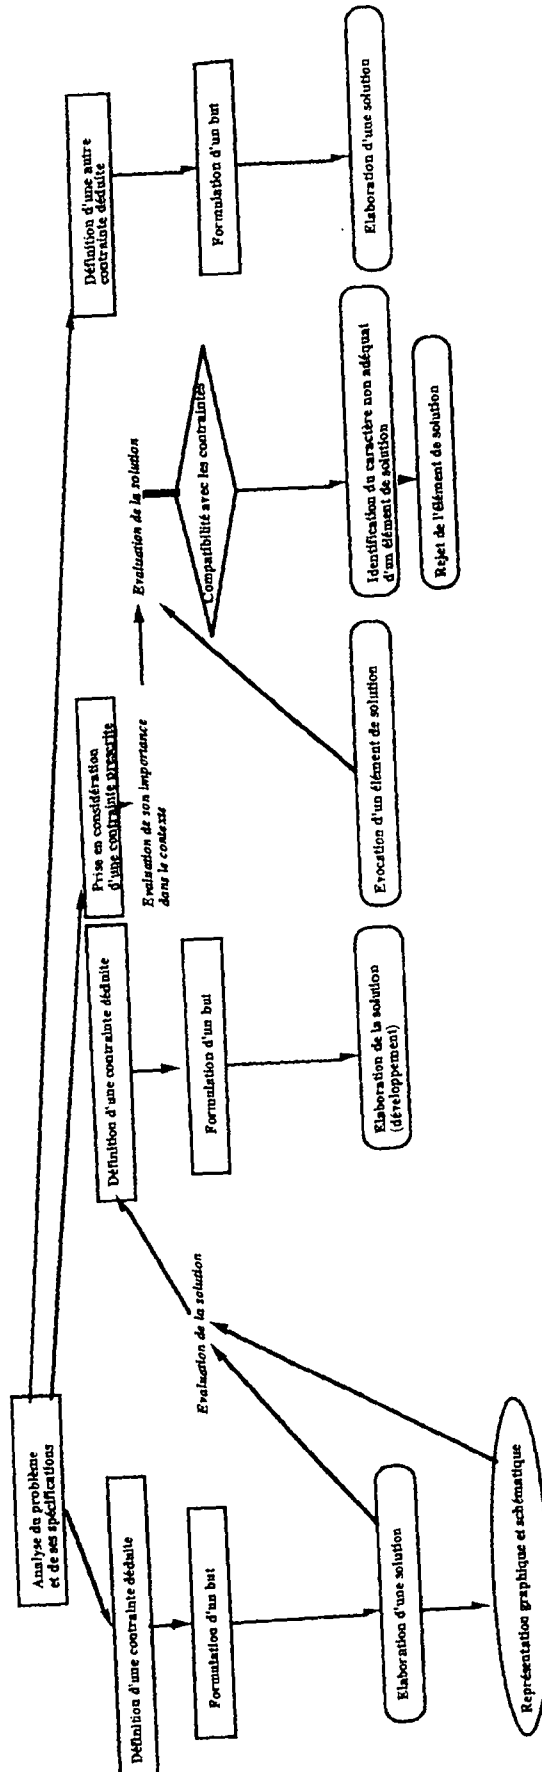 Analyse du problème
et de ses spécifications
Définition d'une contrainte déduite
Formulation d'un but
Elaboration d'une solution
Représentation graphique et schématique
Evaluation de la solution
Définition d'une contrainte déduite
Formulation d'un but
Elaboration de la solution
(développement)
Prise en considération
d'une contrainte prescrite
Evaluation de son importance
dans le contexte
Evocation d'un élément de solution
Evaluation de la solution
Compatibilité avec les contraintes
Identification du caractère non adéquat
d'un élément de solution
Rejet de l'élément de solution
Définition d'une autre
contrainte déduite
Formulation d'un but
Elaboration d'une solution